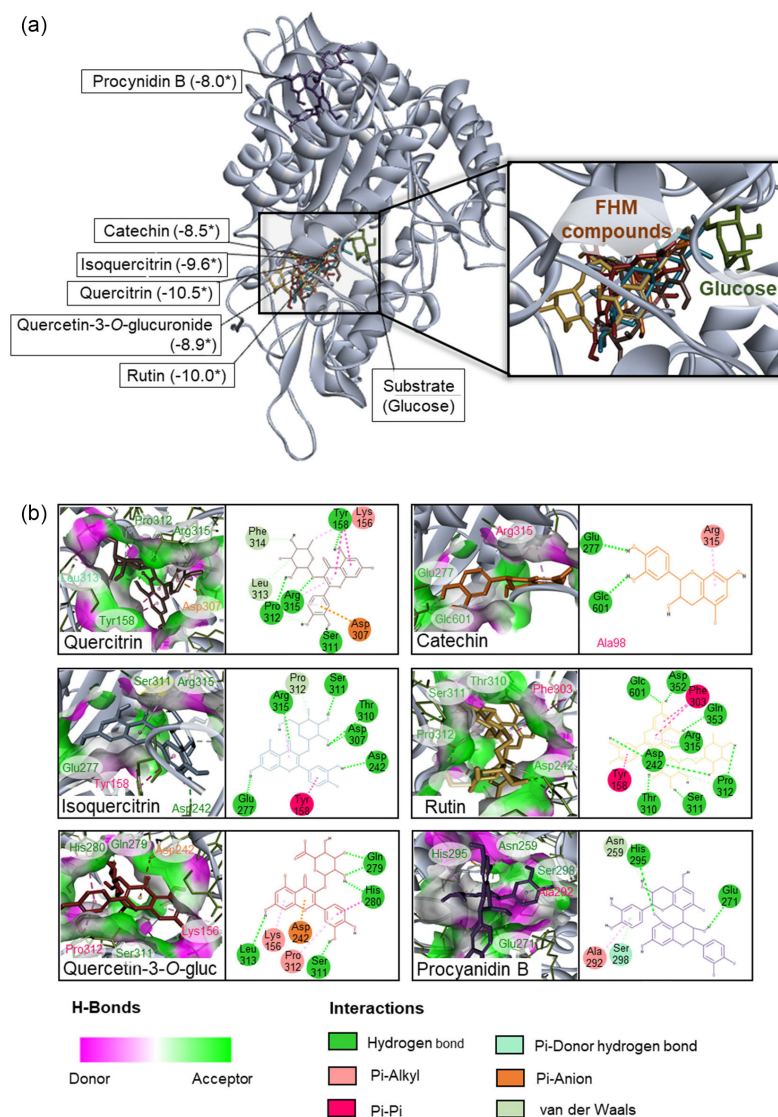 (a)
Procynidin B (-8.0*)
Catechin (-8.5*)
Isoquercitrin (-9.6*)
Quercitrin (-10.5*)
Quercetin-3-O-glucuronide
(-8.9*)
Rutin (-10.0*)
Substrate
(Glucose)
FHM
compounds
Glucose
(b)
Pro312
Arg315
Leu313
Asp307
Tyr158
Quercitrin
Tyr
158
Lys
156
Phe
314
Leu
313
Pro
312
Arg
315
Ser
311
Asp
307
Arg315
Glu277
Glc601
Catechin
Glu
277
Glc
601
Arg
315
Ala98
Ser311
Arg315
Glu277
Tyr158
Asp242
Isoquercitrin
Pro
312
Ser
311
Arg
315
Thr
310
Asp
307
Asp
242
Glu
277
Tyr
158
Thr310
Ser311
Phe303
Pro312
Asp242
Rutin
Glc
601
Asp
352
Phe
303
Gln
353
Arg
315
Asp
242
Tyr
158
Pro
312
Thr
310
Ser
311
His280
Gln279
Asp242
Lys156
Pro312
Ser311
Quercetin-3-O-gluc
Gln
279
His
280
Leu
313
Lys
156
Asp
242
Pro
312
Ser
311
His295
Asn259
Ser298
Ala292
Glu271
Procyanidin B
Asn
259
His
295
Glu
271
Ala
292
Ser
298
H-Bonds
Donor
Acceptor
Interactions
Hydrogen bond
Pi-Donor hydrogen bond
Pi-Alkyl
Pi-Anion
Pi-Pi
van der Waals